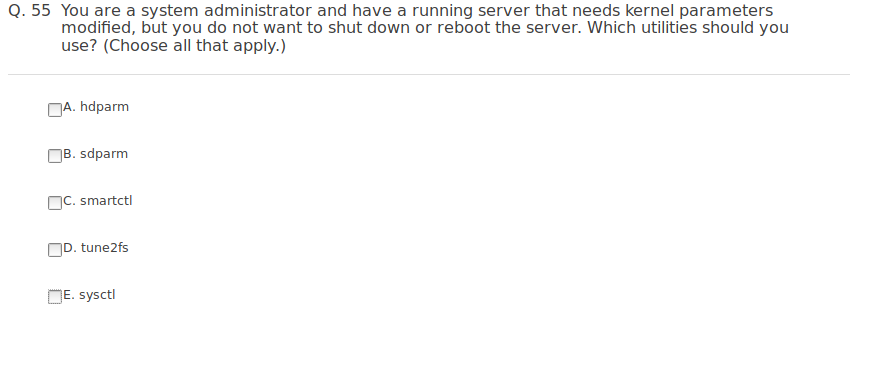 Q. 55 You are a system administrator and have a running server that needs kernel parameters
modified, but you do not want to shut down or reboot the server. Which utilities should you
use? (Choose all that apply.)
A. hdparm
B. sdparm
C. smartctl
D. tune2fs
E. sysctl